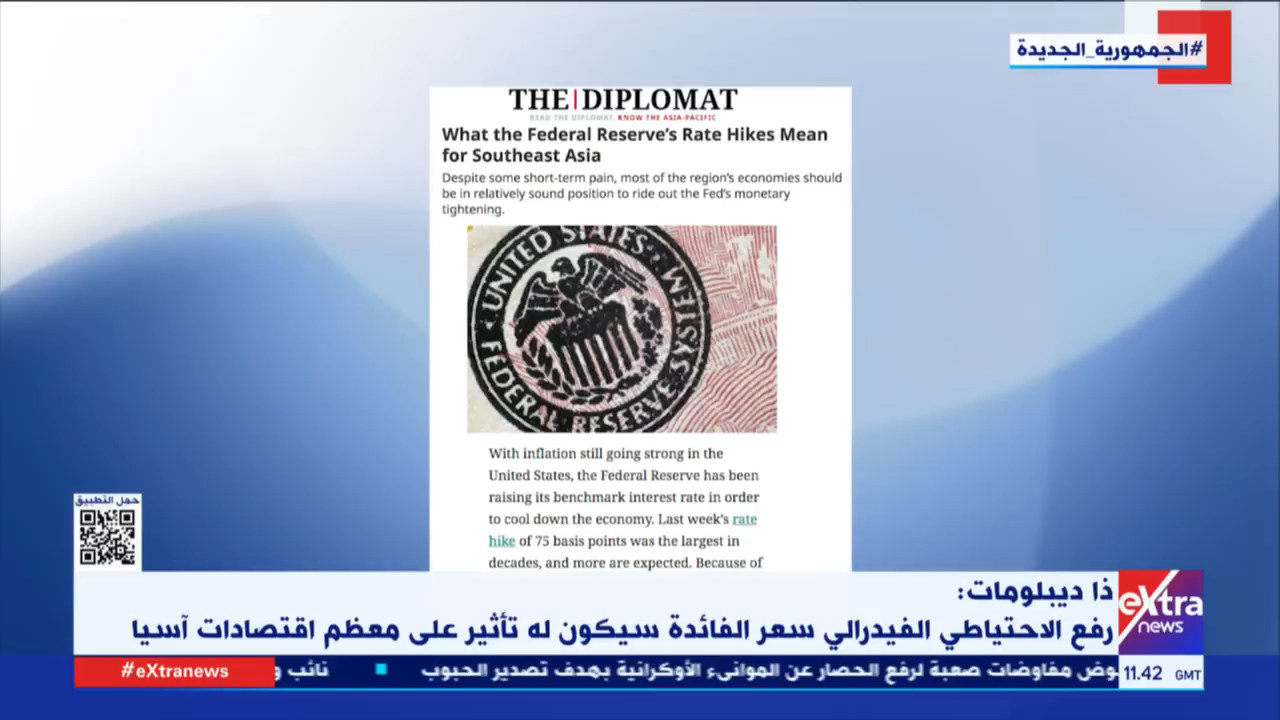 #الجمهورية_الجديدة
THE|DIPLOMAT
READ THE DIPLOMAT. KNOW THE ASIA-PACIFIC
What the Federal Reserve's Rate Hikes Mean
for Southeast Asia
Despite some short-term pain, most of the region's economies should
be in relatively sound position to ride out the Fed's monetary
tightening.
UNITED STATES
FEDERAL RESERVE SYSTEM
With inflation still going strong in the
United States, the Federal Reserve has been
raising its benchmark interest rate in order
to cool down the economy. Last week's rate
hike of 75 basis points was the largest in
decades, and more are expected. Because of
حمل التطبيق
ذا ديبلومات:
رفع الاحتياطي الفيدرالي سعر الفائدة سيكون له تأثير على معظم اقتصادات آسيا
eXtra
news
مفاوضات صعبة لرفع الحصار عن الموانىء الأوكرانية بهدف تصدير الحبوب ■ نائب
#eXtranews
11.42 GMT